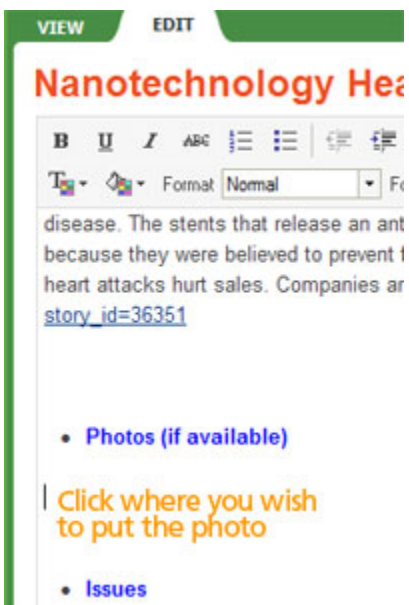 VIEW EDIT
Nanotechnology Hea
B U I ABC
Format Normal Fo
disease. The stents that release an ant
because they were believed to prevent f
heart attacks hurt sales. Companies ar
story_id=36351
Photos (if available)
Click where you wish
to put the photo
Issues